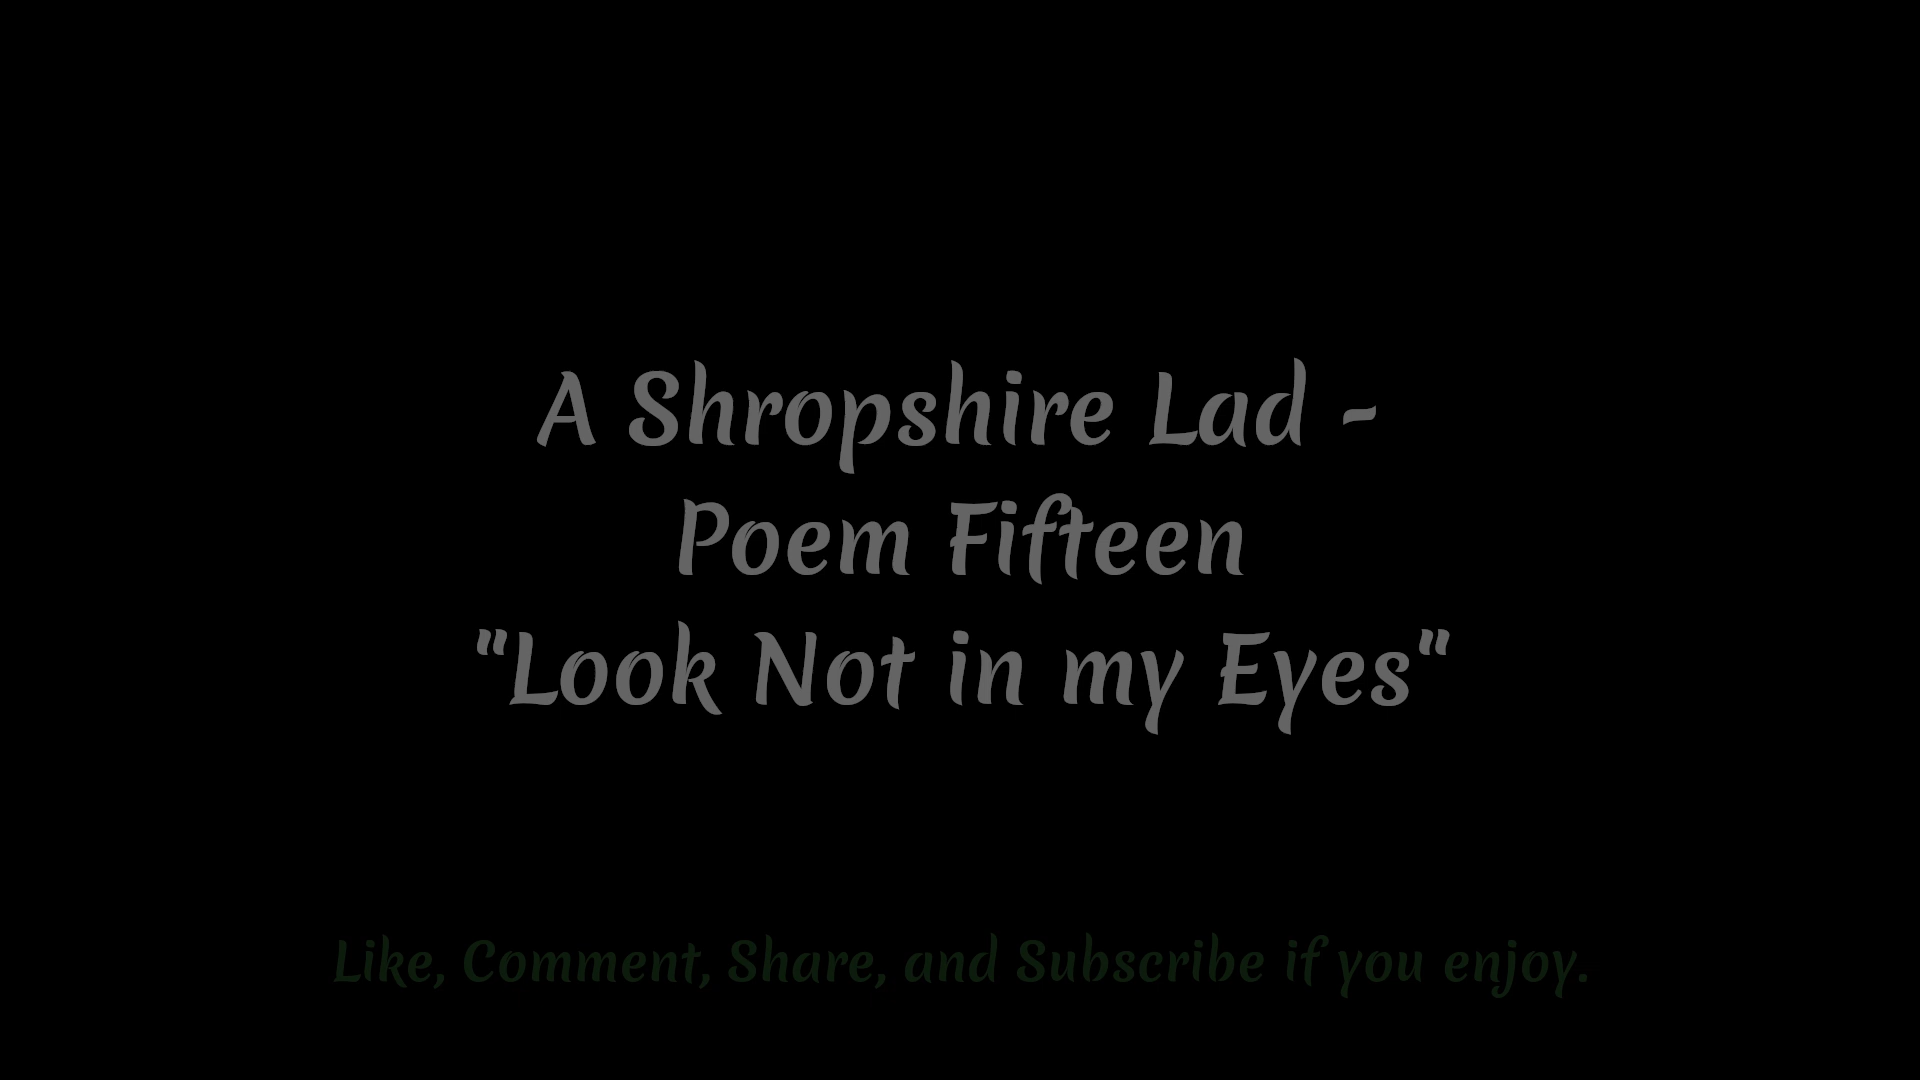 A Shropshire Lad -
Poem Fifteen
"Look Not in my Eyes"
Like, Comment, Share, and Subscribe if you enjoy.